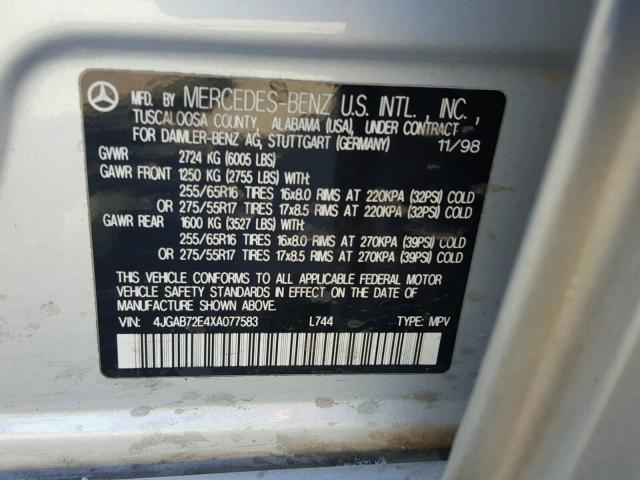 MFD. BY MERCEDES-BENZ U.S. INTL., INC.,
TUSCALOOSA COUNTY, ALABAMA (USA), UNDER CONTRACT
FOR DAIMLER-BENZ AG, STUTTGART (GERMANY) 11/98
GVWR 2724 KG (6005 LBS)
GAWR FRONT 1250 KG (2755 LBS) WITH:
255/65R16 TIRES 16x8.0 RIMS AT 220KPA (32PSI) COLD
OR 275/55R17 TIRES 17x8.5 RIMS AT 220KPA (32PSI) COLD
GAWR REAR 1600 KG (3527 LBS) WITH:
255/65R16 TIRES 16x8.0 RIMS AT 270KPA (39PSI) COLD
OR 275/55R17 TIRES 17x8.5 RIMS AT 270KPA (39PSI) COLD
THIS VEHICLE CONFORMS TO ALL APPLICABLE FEDERAL MOTOR
VEHICLE SAFETY STANDARDS IN EFFECT ON THE DATE OF
MANUFACTURE SHOWN ABOVE.
VIN: 4JGAB72E4XA077583 L744 TYPE: MPV